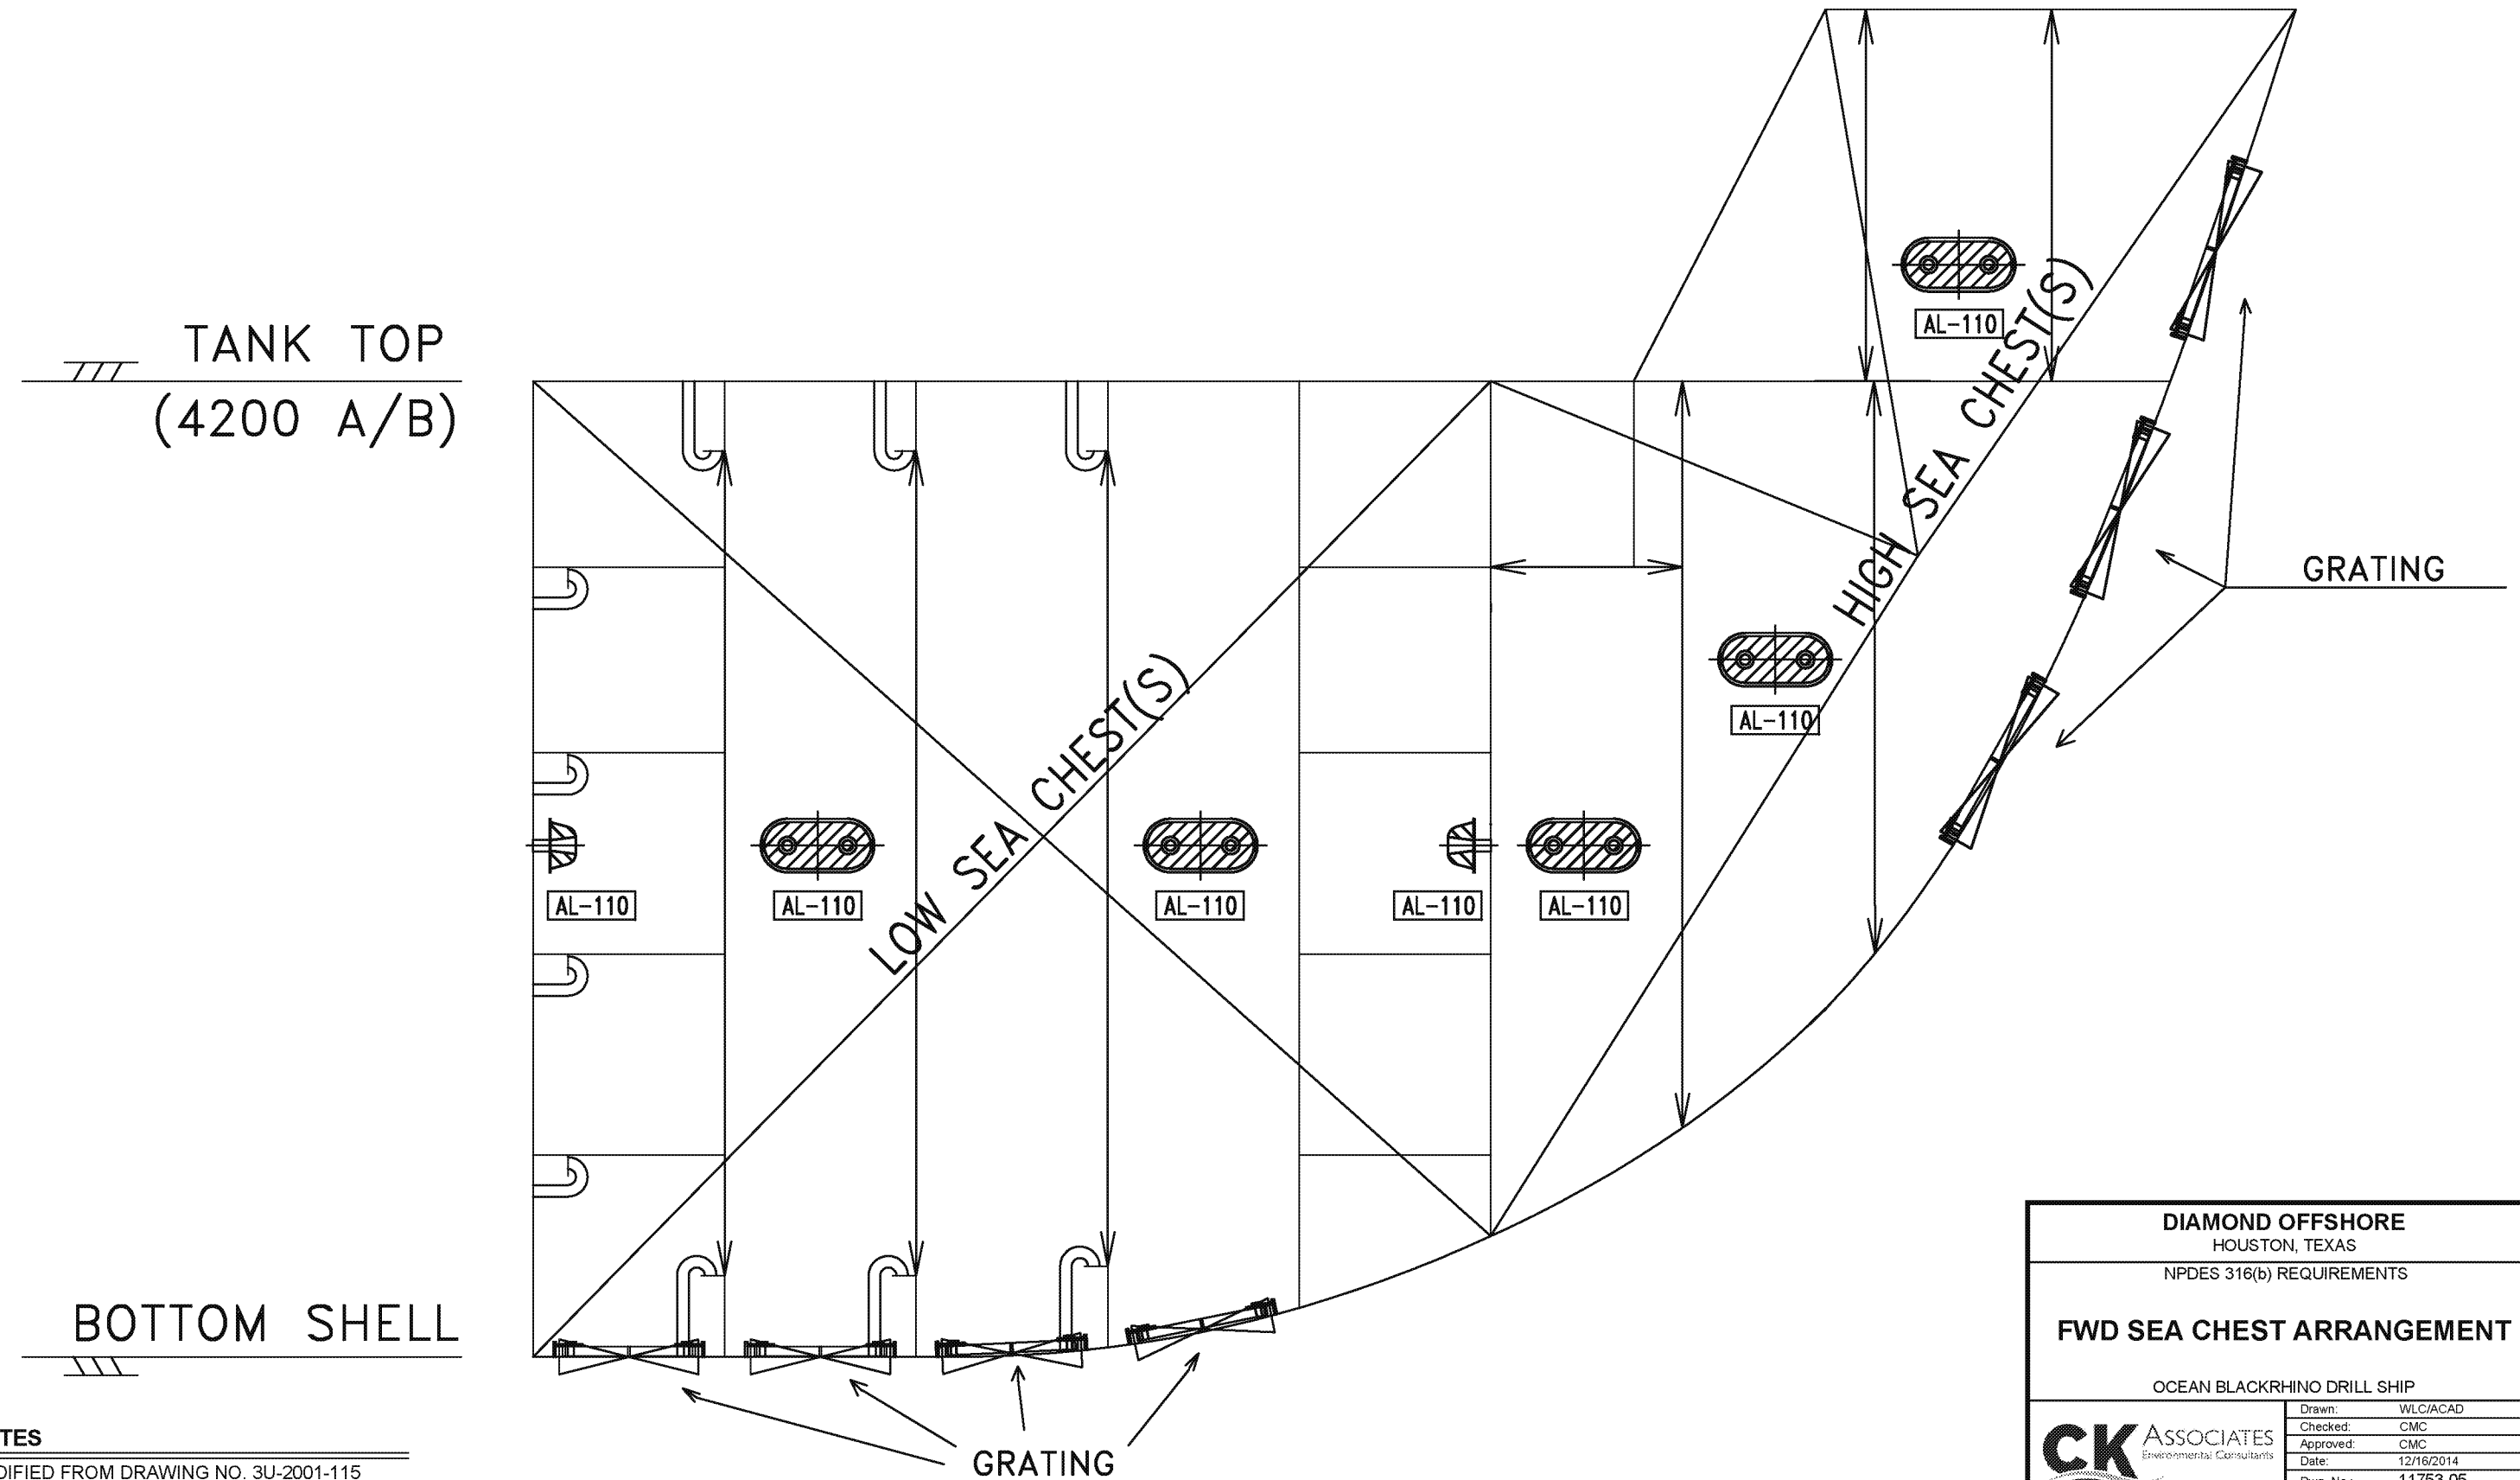 TANK TOP
(4200 A/B)
AL-110
HIGH SEA CHEST(S)
AL-110
GRATING
LOW SEA CHEST(S)
AL-110
AL-110
AL-110
AL-110
AL-110
BOTTOM SHELL
GRATING
TES
DIFIED FROM DRAWING NO. 3U-2001-115
DIAMOND OFFSHORE
HOUSTON, TEXAS
NPDES 316(b) REQUIREMENTS
FWD SEA CHEST ARRANGEMENT
OCEAN BLACKRHINO DRILL SHIP
CK ASSOCIATES
Environmental Consultants
Drawn: WLC/ACAD
Checked: CMC
Approved: CMC
Date: 12/16/2014
11753-05